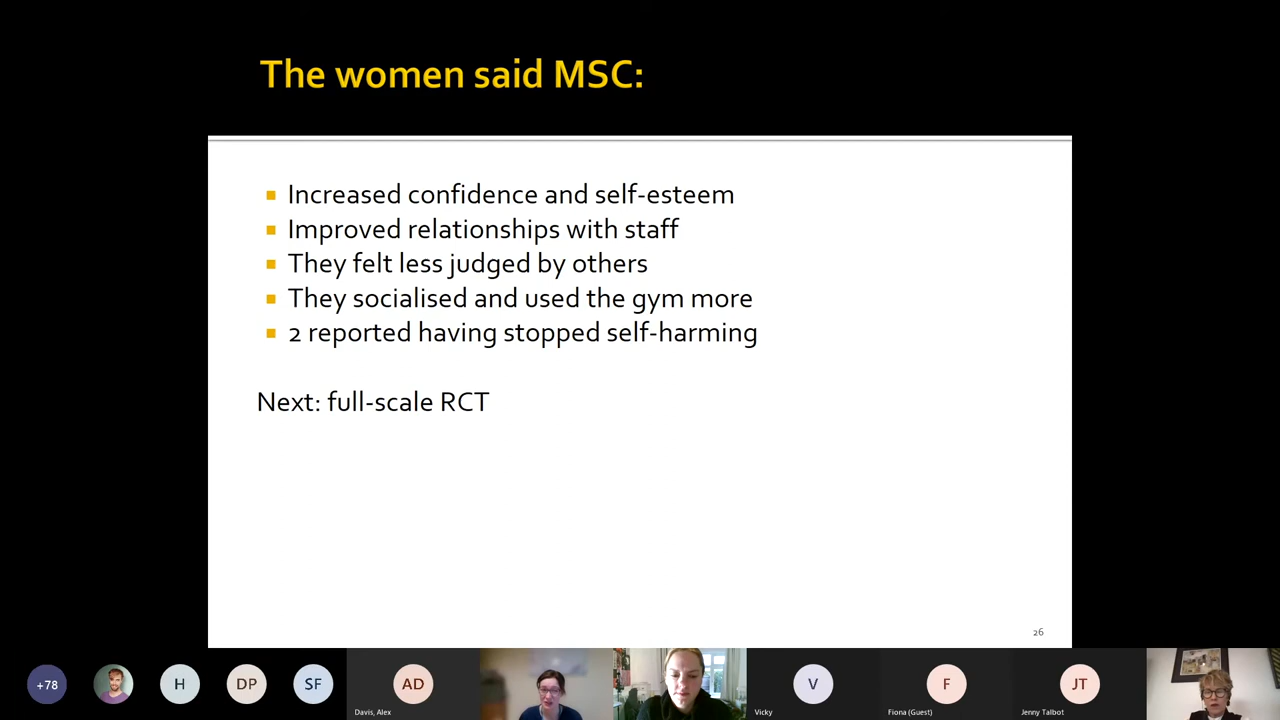 The women said MSC:
Increased confidence and self-esteem
Improved relationships with staff
They felt less judged by others
They socialised and used the gym more
2 reported having stopped self-harming
Next: full-scale RCT
26
+78
H
DP
SF
AD
Davis, Alex
V
Vicky
F
Fiona (Guest)
JT
Jenny Talbot